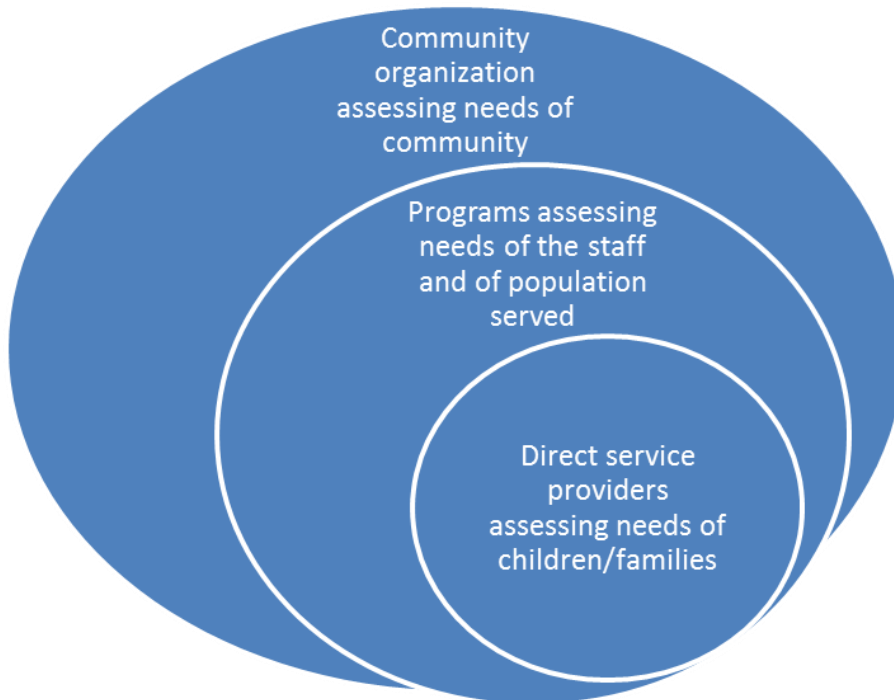 Community
organization
assessing needs of
community
Programs assessing
needs of the staff
and of population
served
Direct service
providers
assessing needs of
children/families